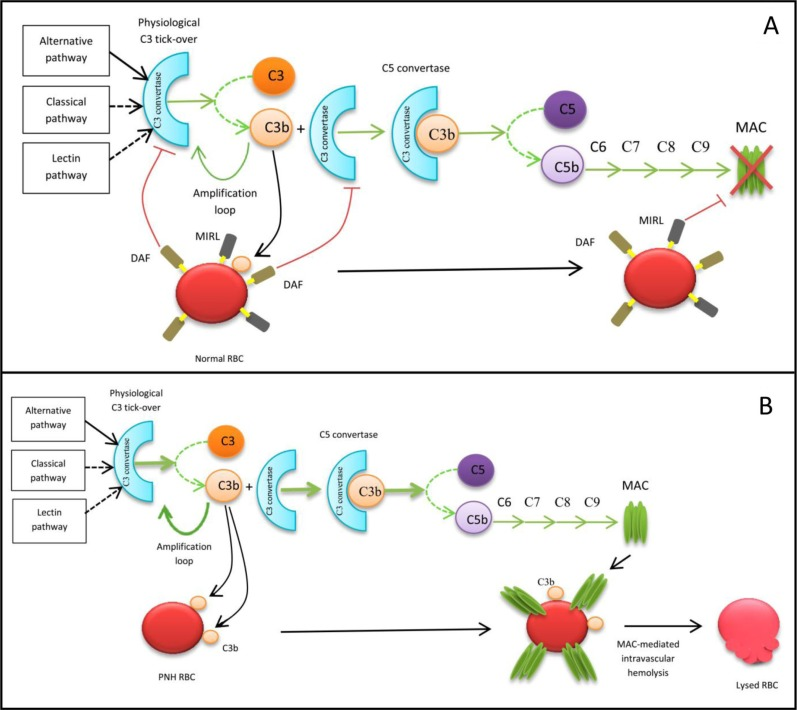 A
Physiological
C3 tick-over
Alternative
pathway
Classical
pathway
Lectin
pathway
C3 convertase
C3
C3b
+
C3 convertase
C5 convertase
C3 convertase
C3b
C5
C5b
C6 C7 C8 C9
MAC
Amplification
loop
DAF
MIRL
DAF
Normal RBC
DAF
MIRL
B
Physiological
C3 tick-over
Alternative
pathway
Classical
pathway
Lectin
pathway
C3 convertase
C3
C3b
+
C3 convertase
C5 convertase
C3 convertase
C3b
C5
C5b
C6 C7 C8 C9
MAC
Amplification
loop
C3b
PNH RBC
C3b
MAC-mediated
intravascular
hemolysis
Lysed RBC